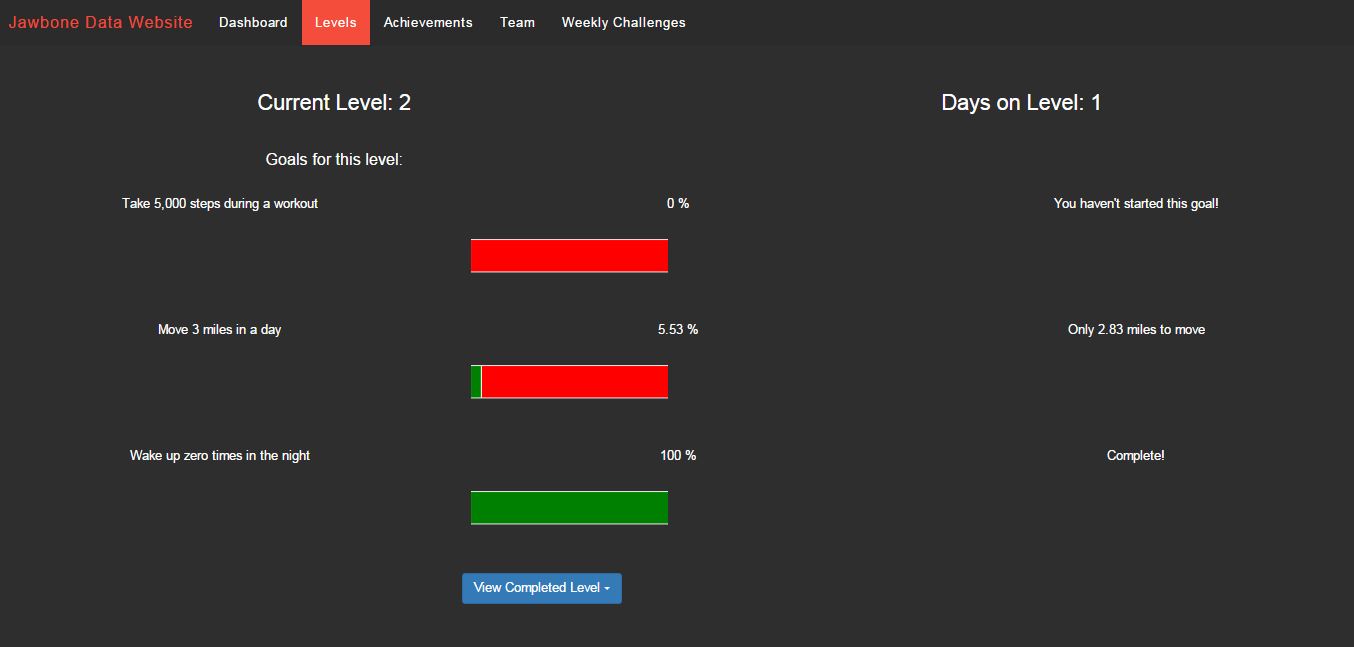 Jawbone Data Website Dashboard Levels Achievements Team Weekly Challenges
Current Level: 2 Days on Level: 1
Goals for this level:
Take 5,000 steps during a workout 0 % You haven't started this goal!
Move 3 miles in a day 5.53 % Only 2.83 miles to move
Wake up zero times in the night 100 % Complete!
View Completed Level